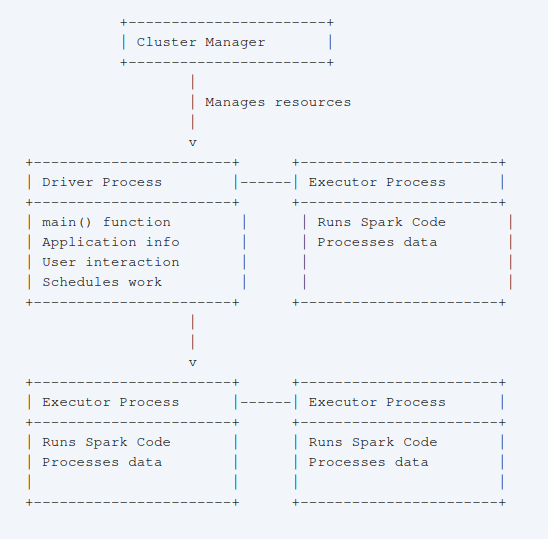 +-----------------------+
| Cluster Manager       |
+-----------------------+
        |
        | Manages resources
        |
        v
+-----------------------+      +-----------------------+
| Driver Process        |------| Executor Process      |
+-----------------------+      +-----------------------+
| main() function        |      | Runs Spark Code       |
| Application info       |      | Processes data        |
| User interaction       |      |                       |
| Schedules work         |      |                       |
+-----------------------+      +-----------------------+
                   |
                   |
                   v
+-----------------------+      +-----------------------+
| Executor Process      |------| Executor Process      |
+-----------------------+      +-----------------------+
| Runs Spark Code       |      | Runs Spark Code       |
| Processes data        |      | Processes data        |
|                       |      |                       |
+-----------------------+      +-----------------------+